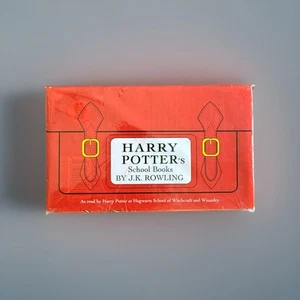 HARRY
POTTER's
School Books
BY J.K. ROWLING
As read by Harry Potter at Hogwarts School of Witchcraft and Wizardry